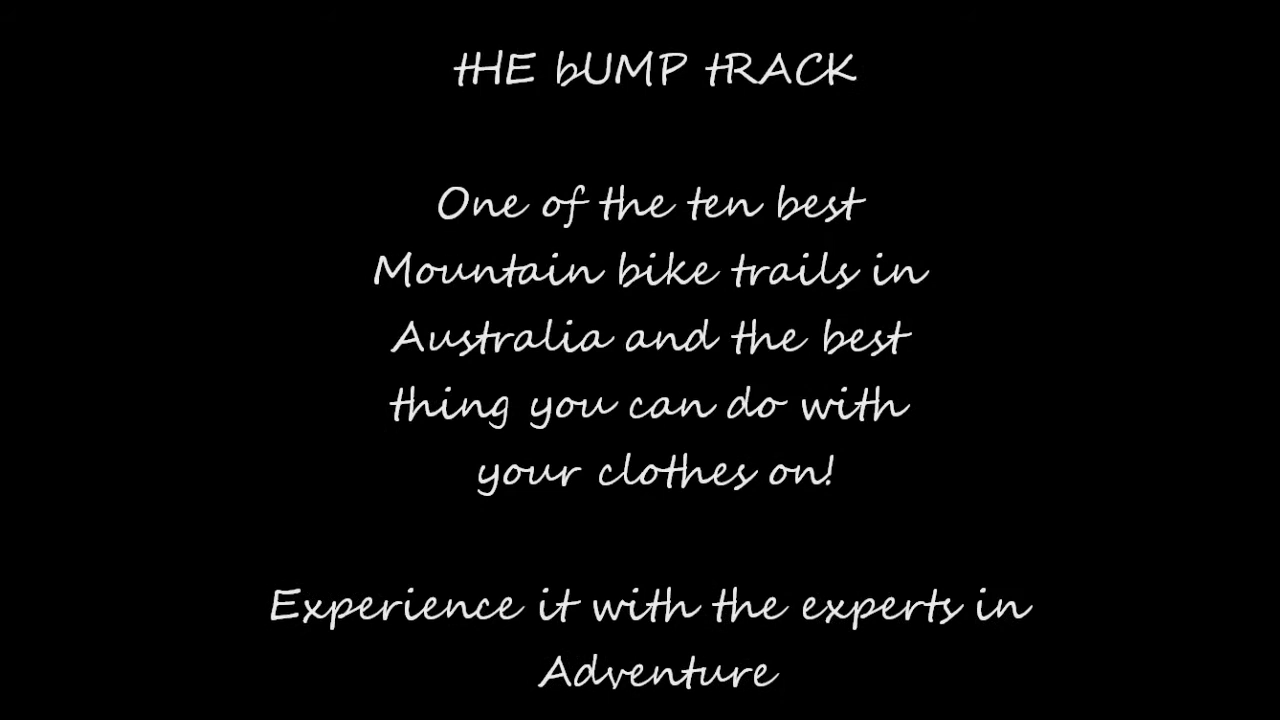 tHE bUMP tRACK
One of the ten best
Mountain bike trails in
Australia and the best
thing you can do with
your clothes on!
Experience it with the experts in
Adventure